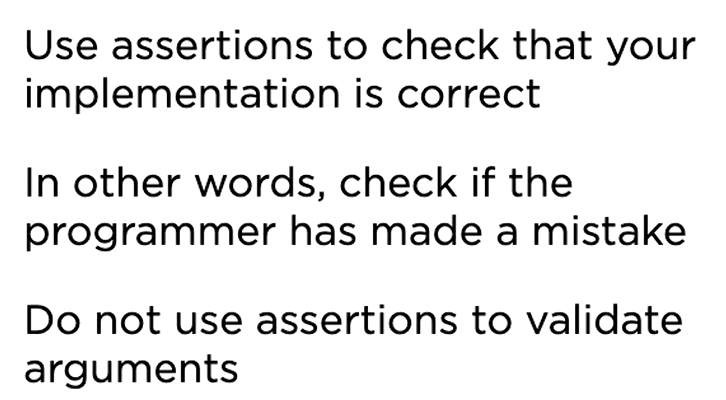 Use assertions to check that your
implementation is correct
In other words, check if the
programmer has made a mistake
Do not use assertions to validate
arguments